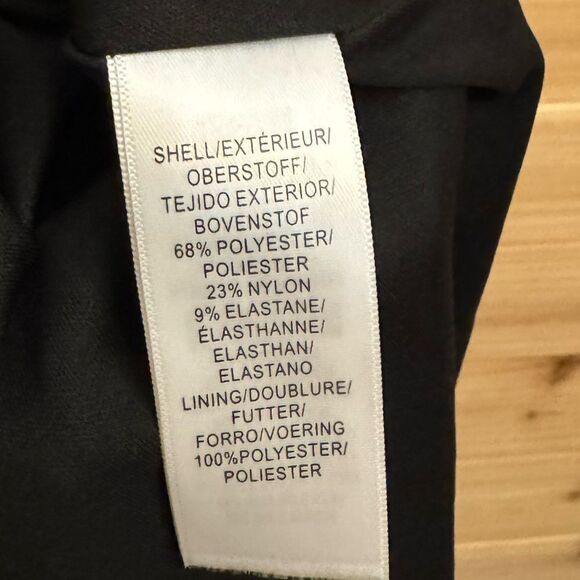 SHELL/EXTÉRIEUR/
OBERSTOFF/
TEJIDO EXTERIOR/
BOVENSTOF
68% POLYESTER/
POLIESTER
23% NYLON
9% ELASTANE/
ÉLASTHANNE/
ELASTHAN/
ELASTANO
LINING/DOUBLURE/
FUTTER/
FORRO/VOERING
100%POLYESTER/
POLIESTER